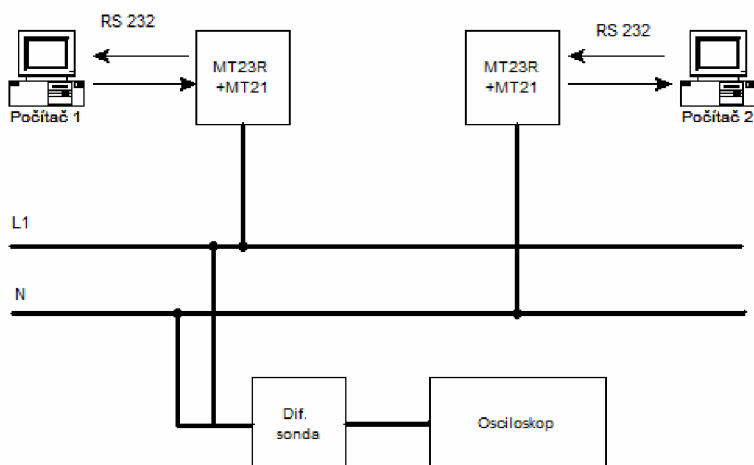 RS 232
RS 232
MT23R
+MT21
MT23R
+MT21
Počítač 1
Počítač 2
L1
N
Dif.
sonda
Osciloskop